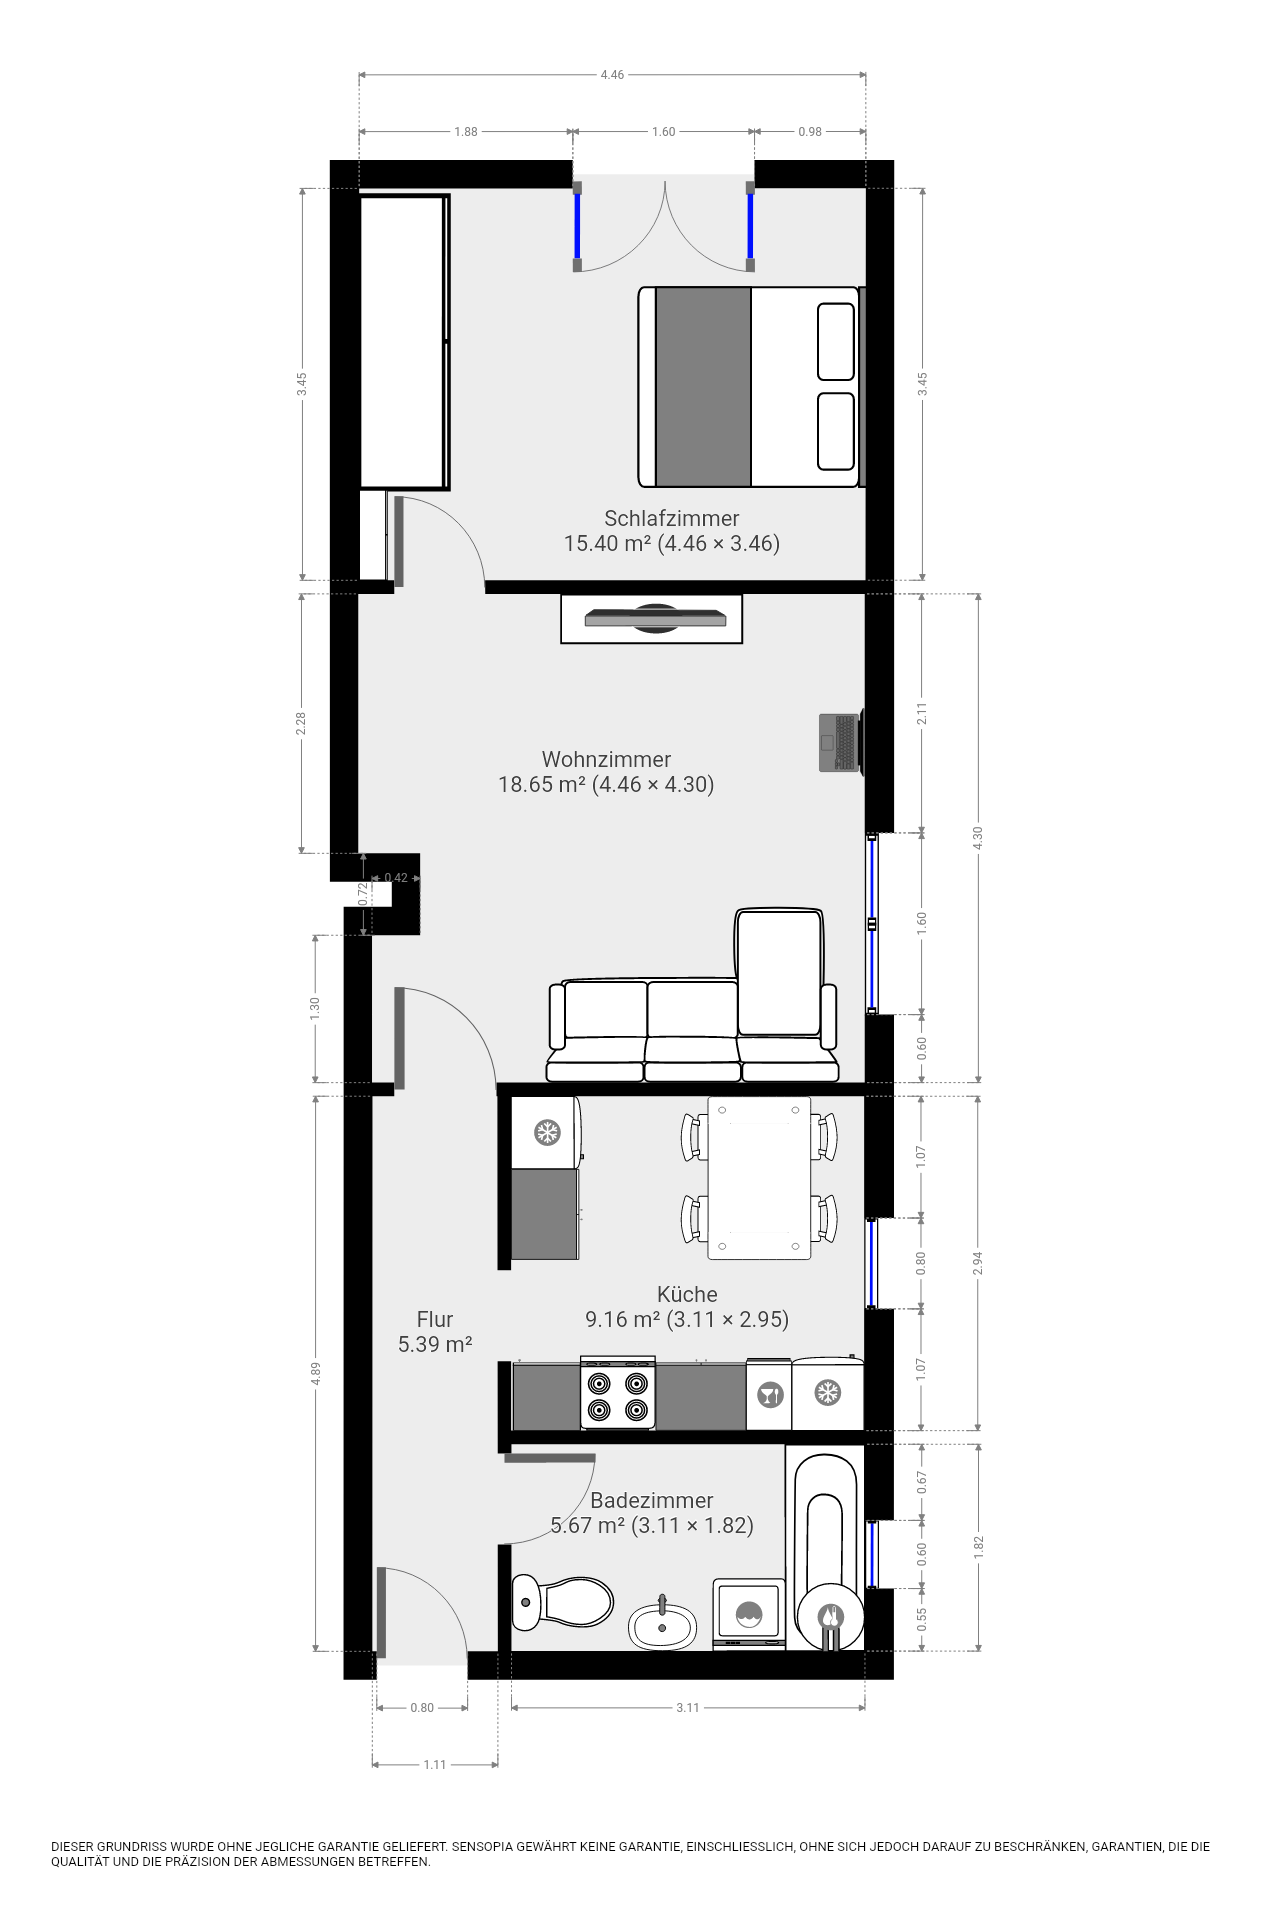 4.46
1.88
1.60
0.98
3.45
3.45
Schlafzimmer
15.40 m² (4.46 × 3.46)
2.28
2.11
Wohnzimmer
18.65 m² (4.46 × 4.30)
4.30
0.42
0.72
1.60
1.30
0.60
1.07
0.80
2.94
Küche
9.16 m² (3.11 × 2.95)
Flur
5.39 m²
4.89
1.07
0.67
Badezimmer
5.67 m² (3.11 × 1.82)
0.60
1.82
0.55
0.80
3.11
1.11
DIESER GRUNDRISS WURDE OHNE JEGLICHE GARANTIE GELIEFERT. SENSOPIA GEWÄHRT KEINE GARANTIE, EINSCHLIESSLICH, OHNE SICH JEDOCH DARAUF ZU BESCHRÄNKEN, GARANTIEN, DIE DIE
QUALITÄT UND DIE PRÄZISION DER ABMESSUNGEN BETREFFEN.